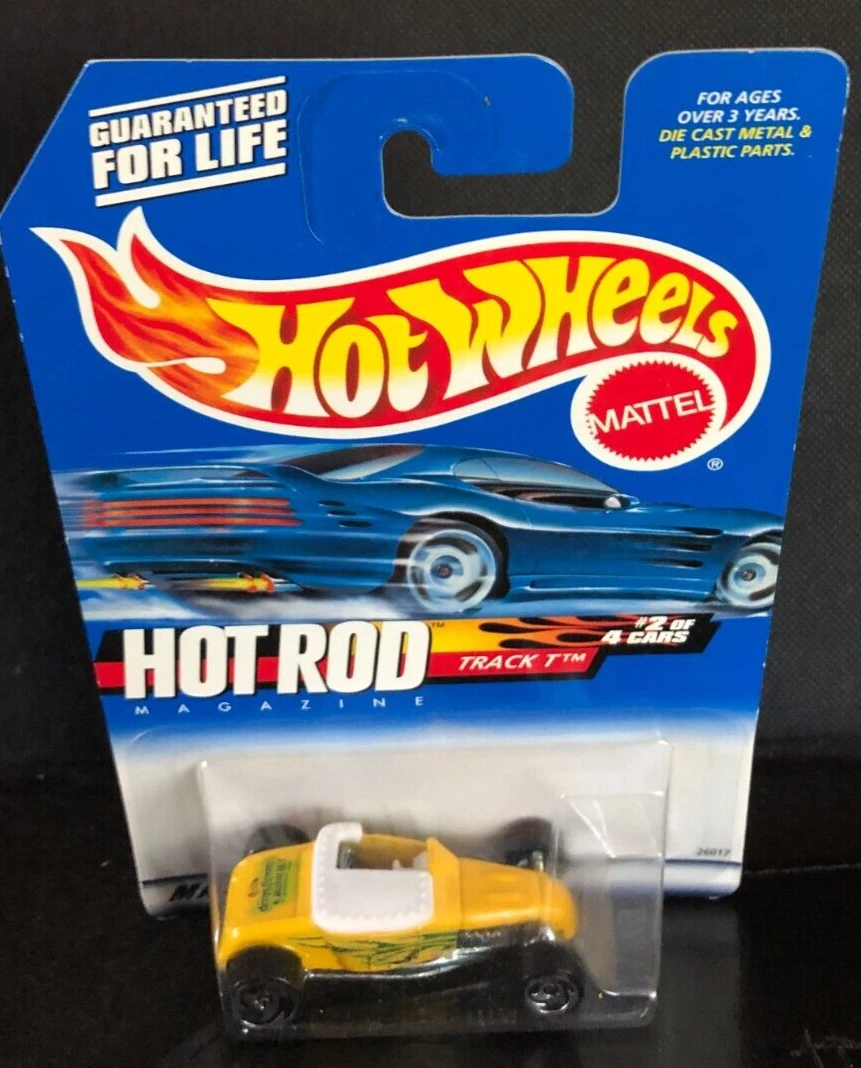 GUARANTEED
FOR LIFE
FOR AGES
OVER 3 YEARS.
DIE CAST METAL &
PLASTIC PARTS.
HOT WHEELS
MATTEL
®
HOT ROD™
MAGAZINE
TRACK T™
#2 OF
4 CARS
26017